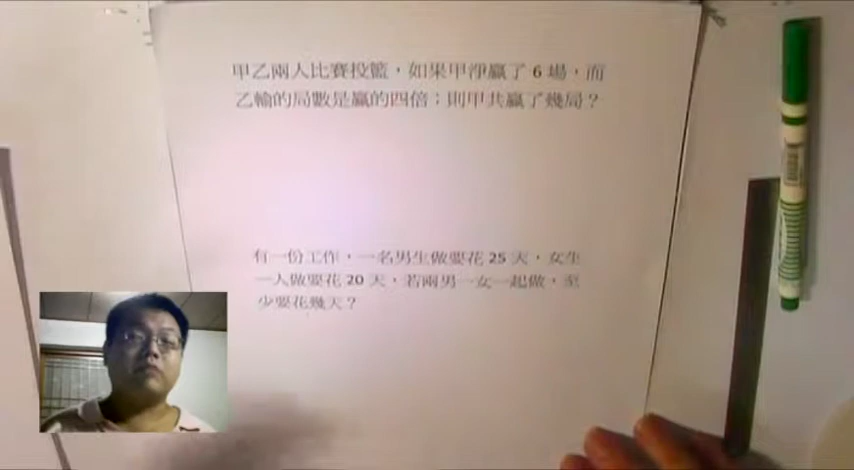 甲乙兩人比賽投籃，如果甲淨贏了 6 場，而
乙輸的局數是贏的四倍；則甲共贏了幾局？
有一份工作，一名男生做要花 25 天，女生
一人做要花 20 天，若兩男一女一起做，至
少要花幾天？